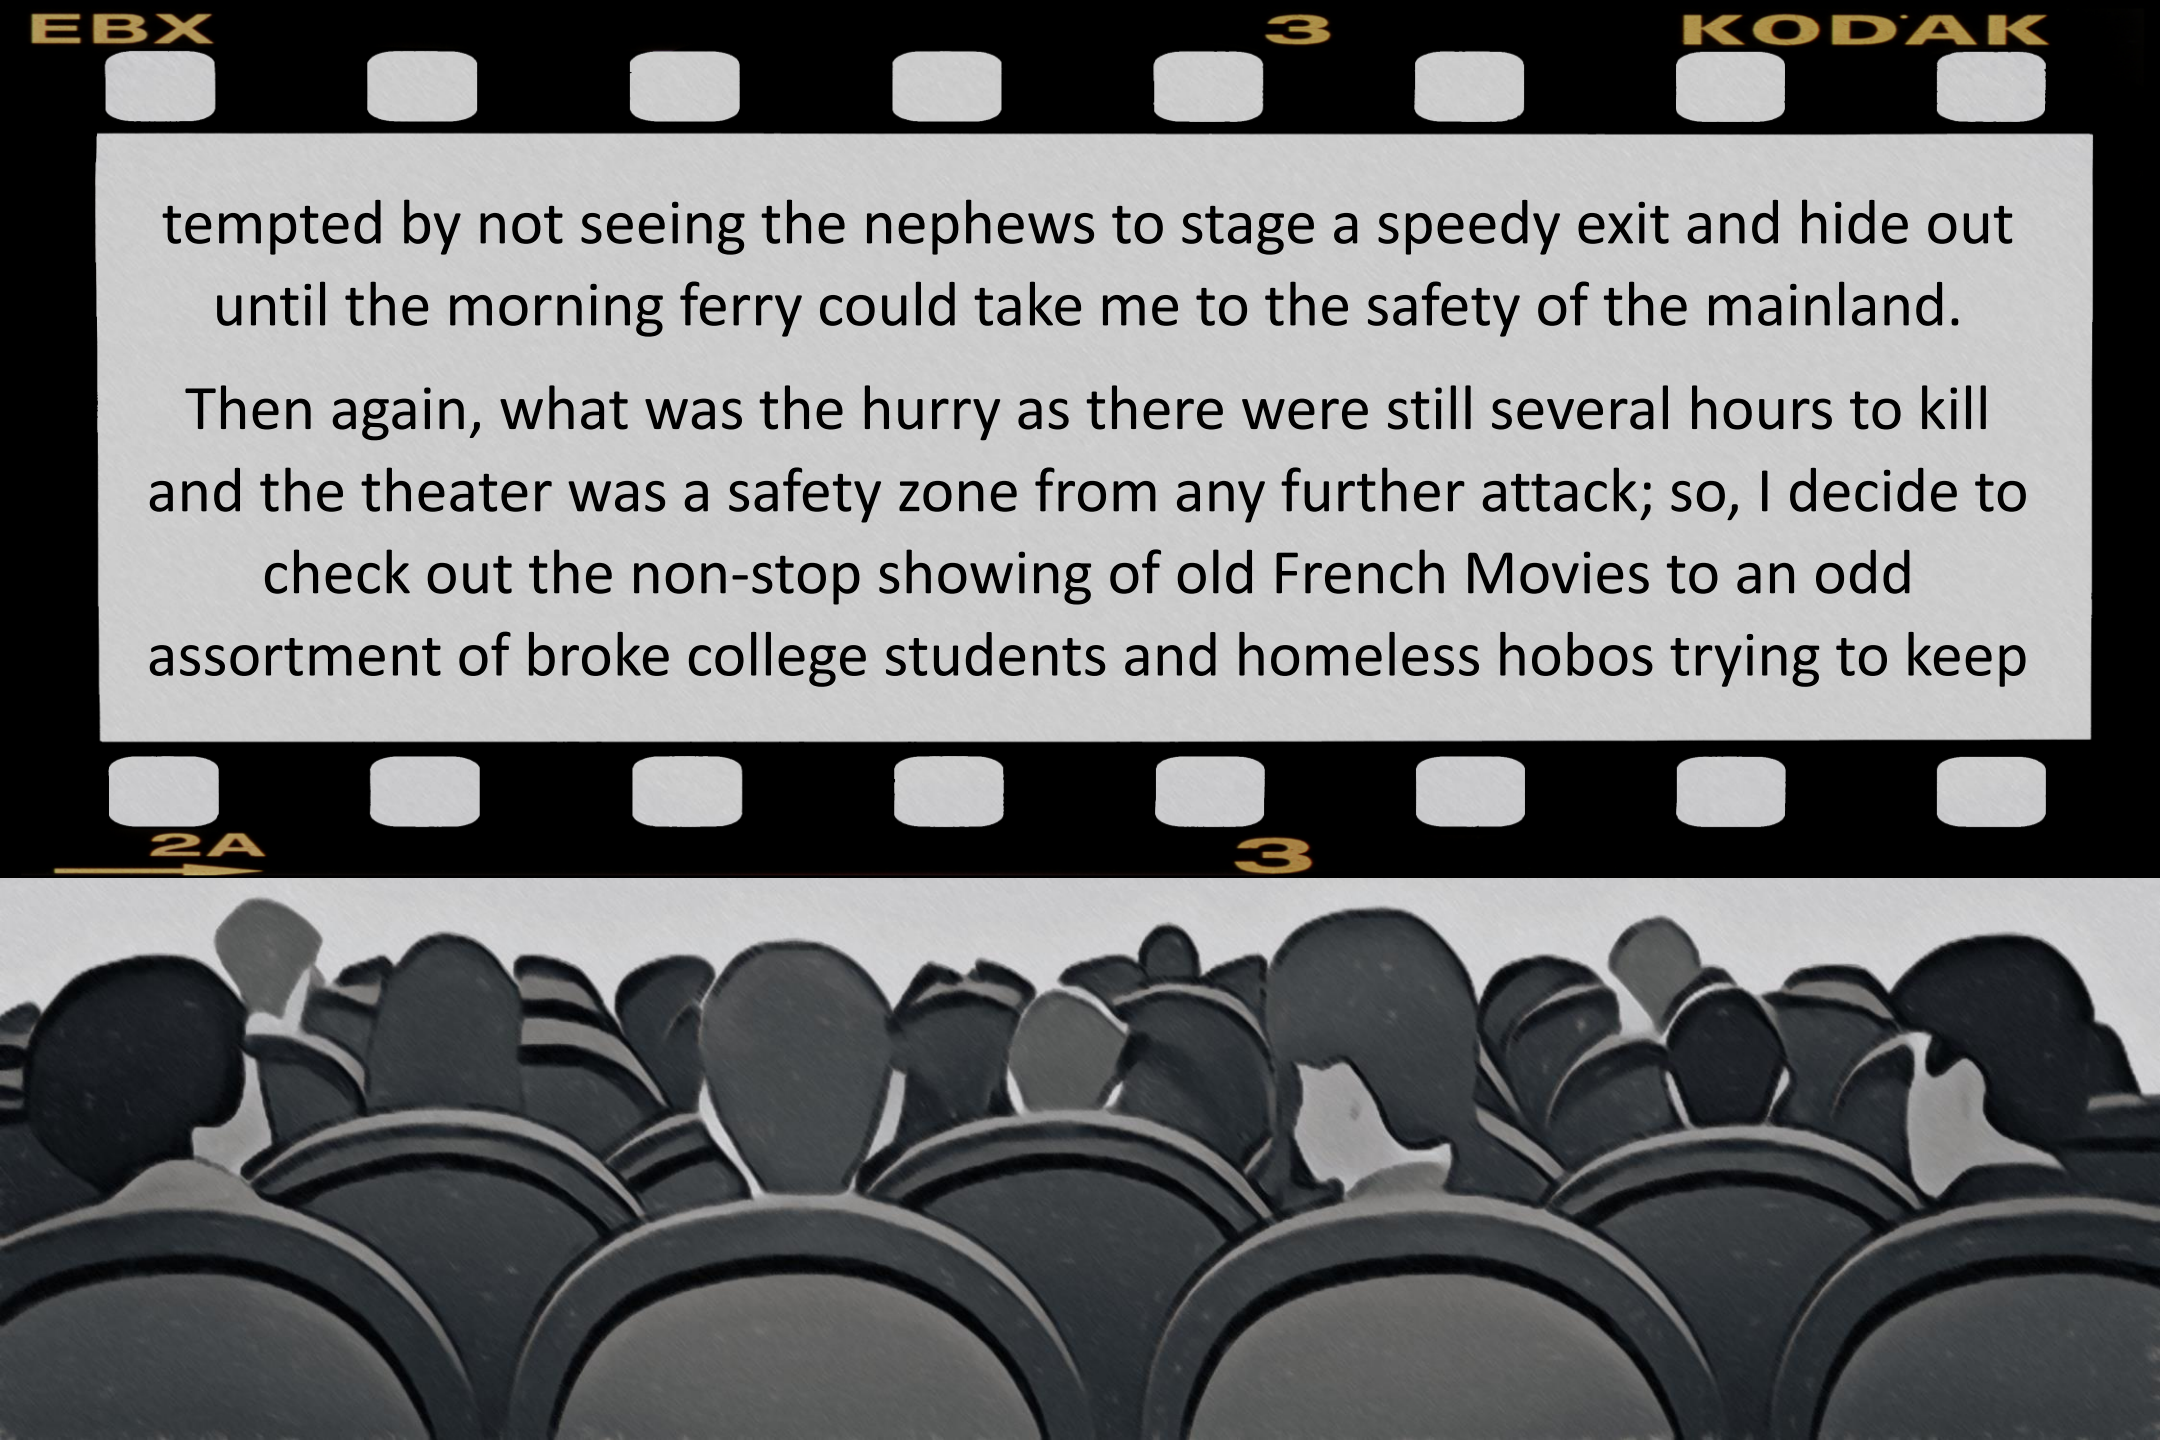 EBX 3 KODAK
tempted by not seeing the nephews to stage a speedy exit and hide out
until the morning ferry could take me to the safety of the mainland.
Then again, what was the hurry as there were still several hours to kill
and the theater was a safety zone from any further attack; so, I decide to
check out the non-stop showing of old French Movies to an odd
assortment of broke college students and homeless hobos trying to keep
2A 3